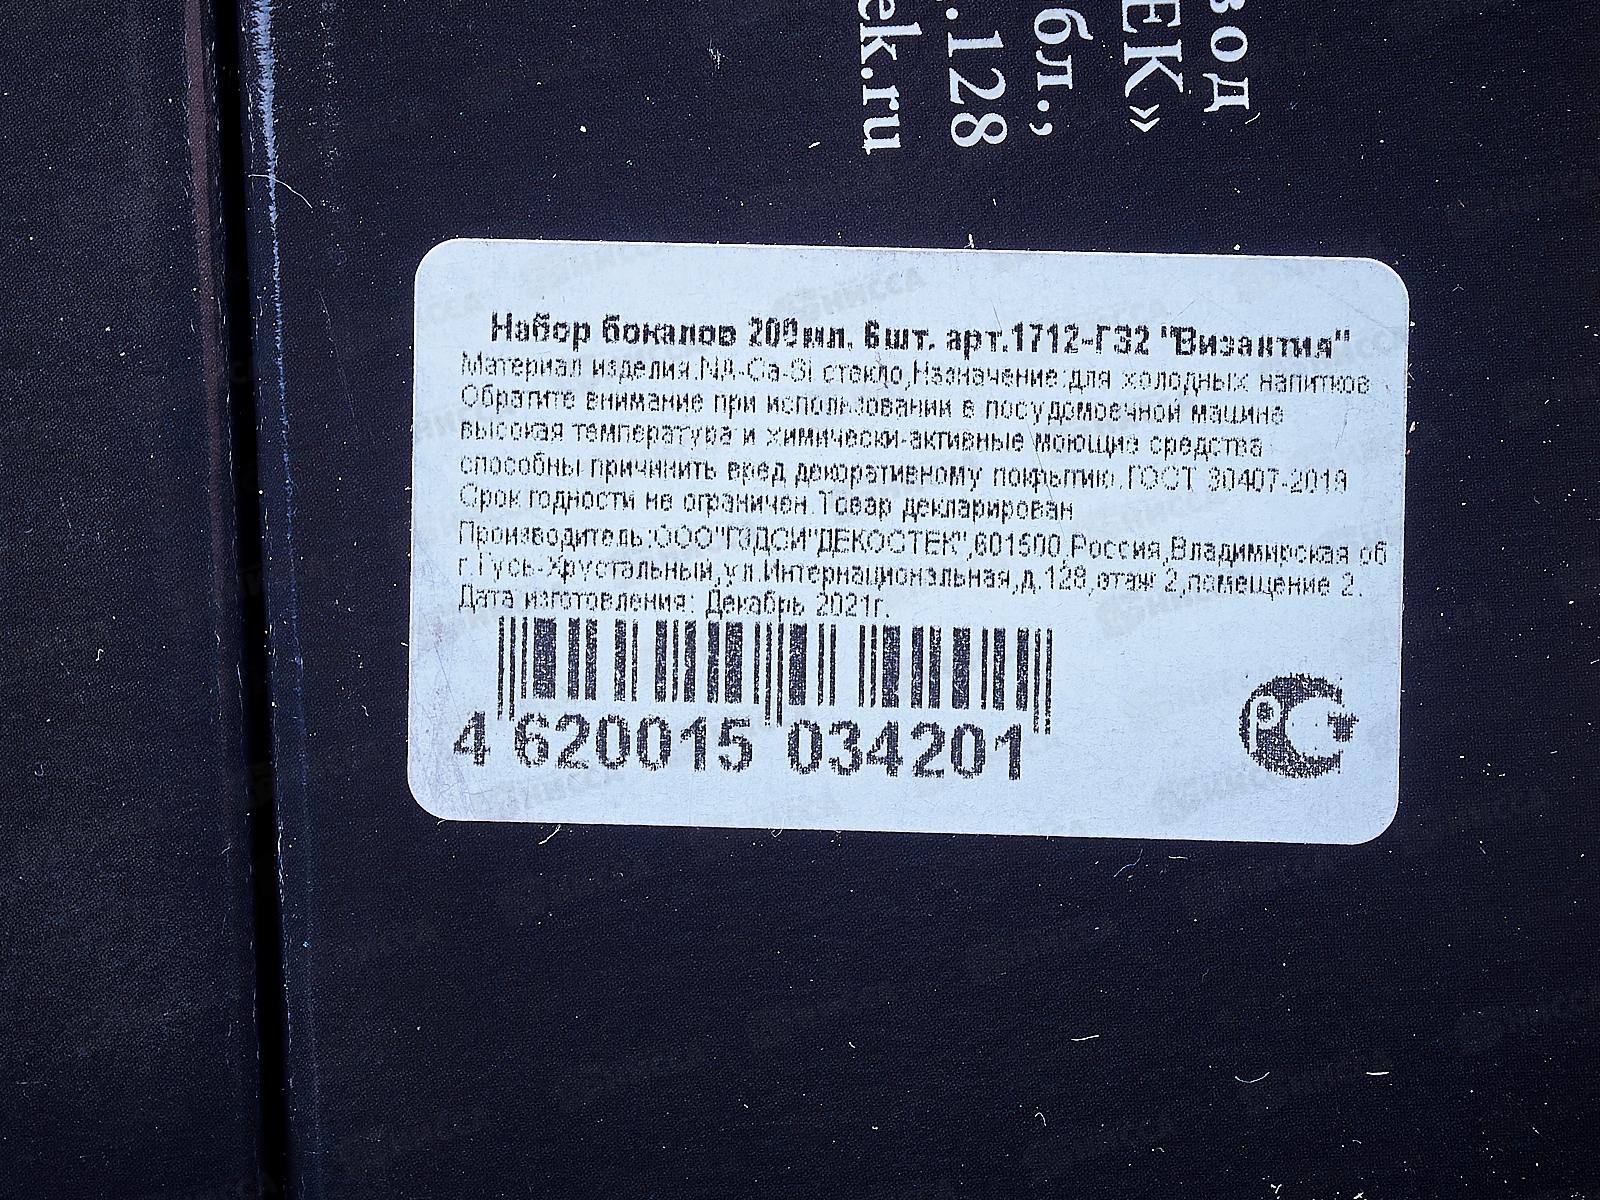 вод
ЕК»
бл.,
.128
ek.ru
Набор бокалов 200мл, 6шт. арт.1712-ГЗ2 "Византия"
Материал изделия:NA-Ca-Si стекло,Назначение:для холодных напитков
Обратите внимание при использовании в посудомоечной машине
высокая температура и химически-активные моющие средства
способны причинить вред декоративному покрытию.ГОСТ 30407-2019
Срок годности не ограничен.Товар декларирован
Производитель:ООО"ГОДСИ"ДЕКОСТЕК",601500,Россия,Владимирская об
г.Гусь-Хрустальный,ул.Интернациональная,д.128,этаж 2,помещение 2.
Дата изготовления: Декабрь 2021г.
4 620015 034201
РС